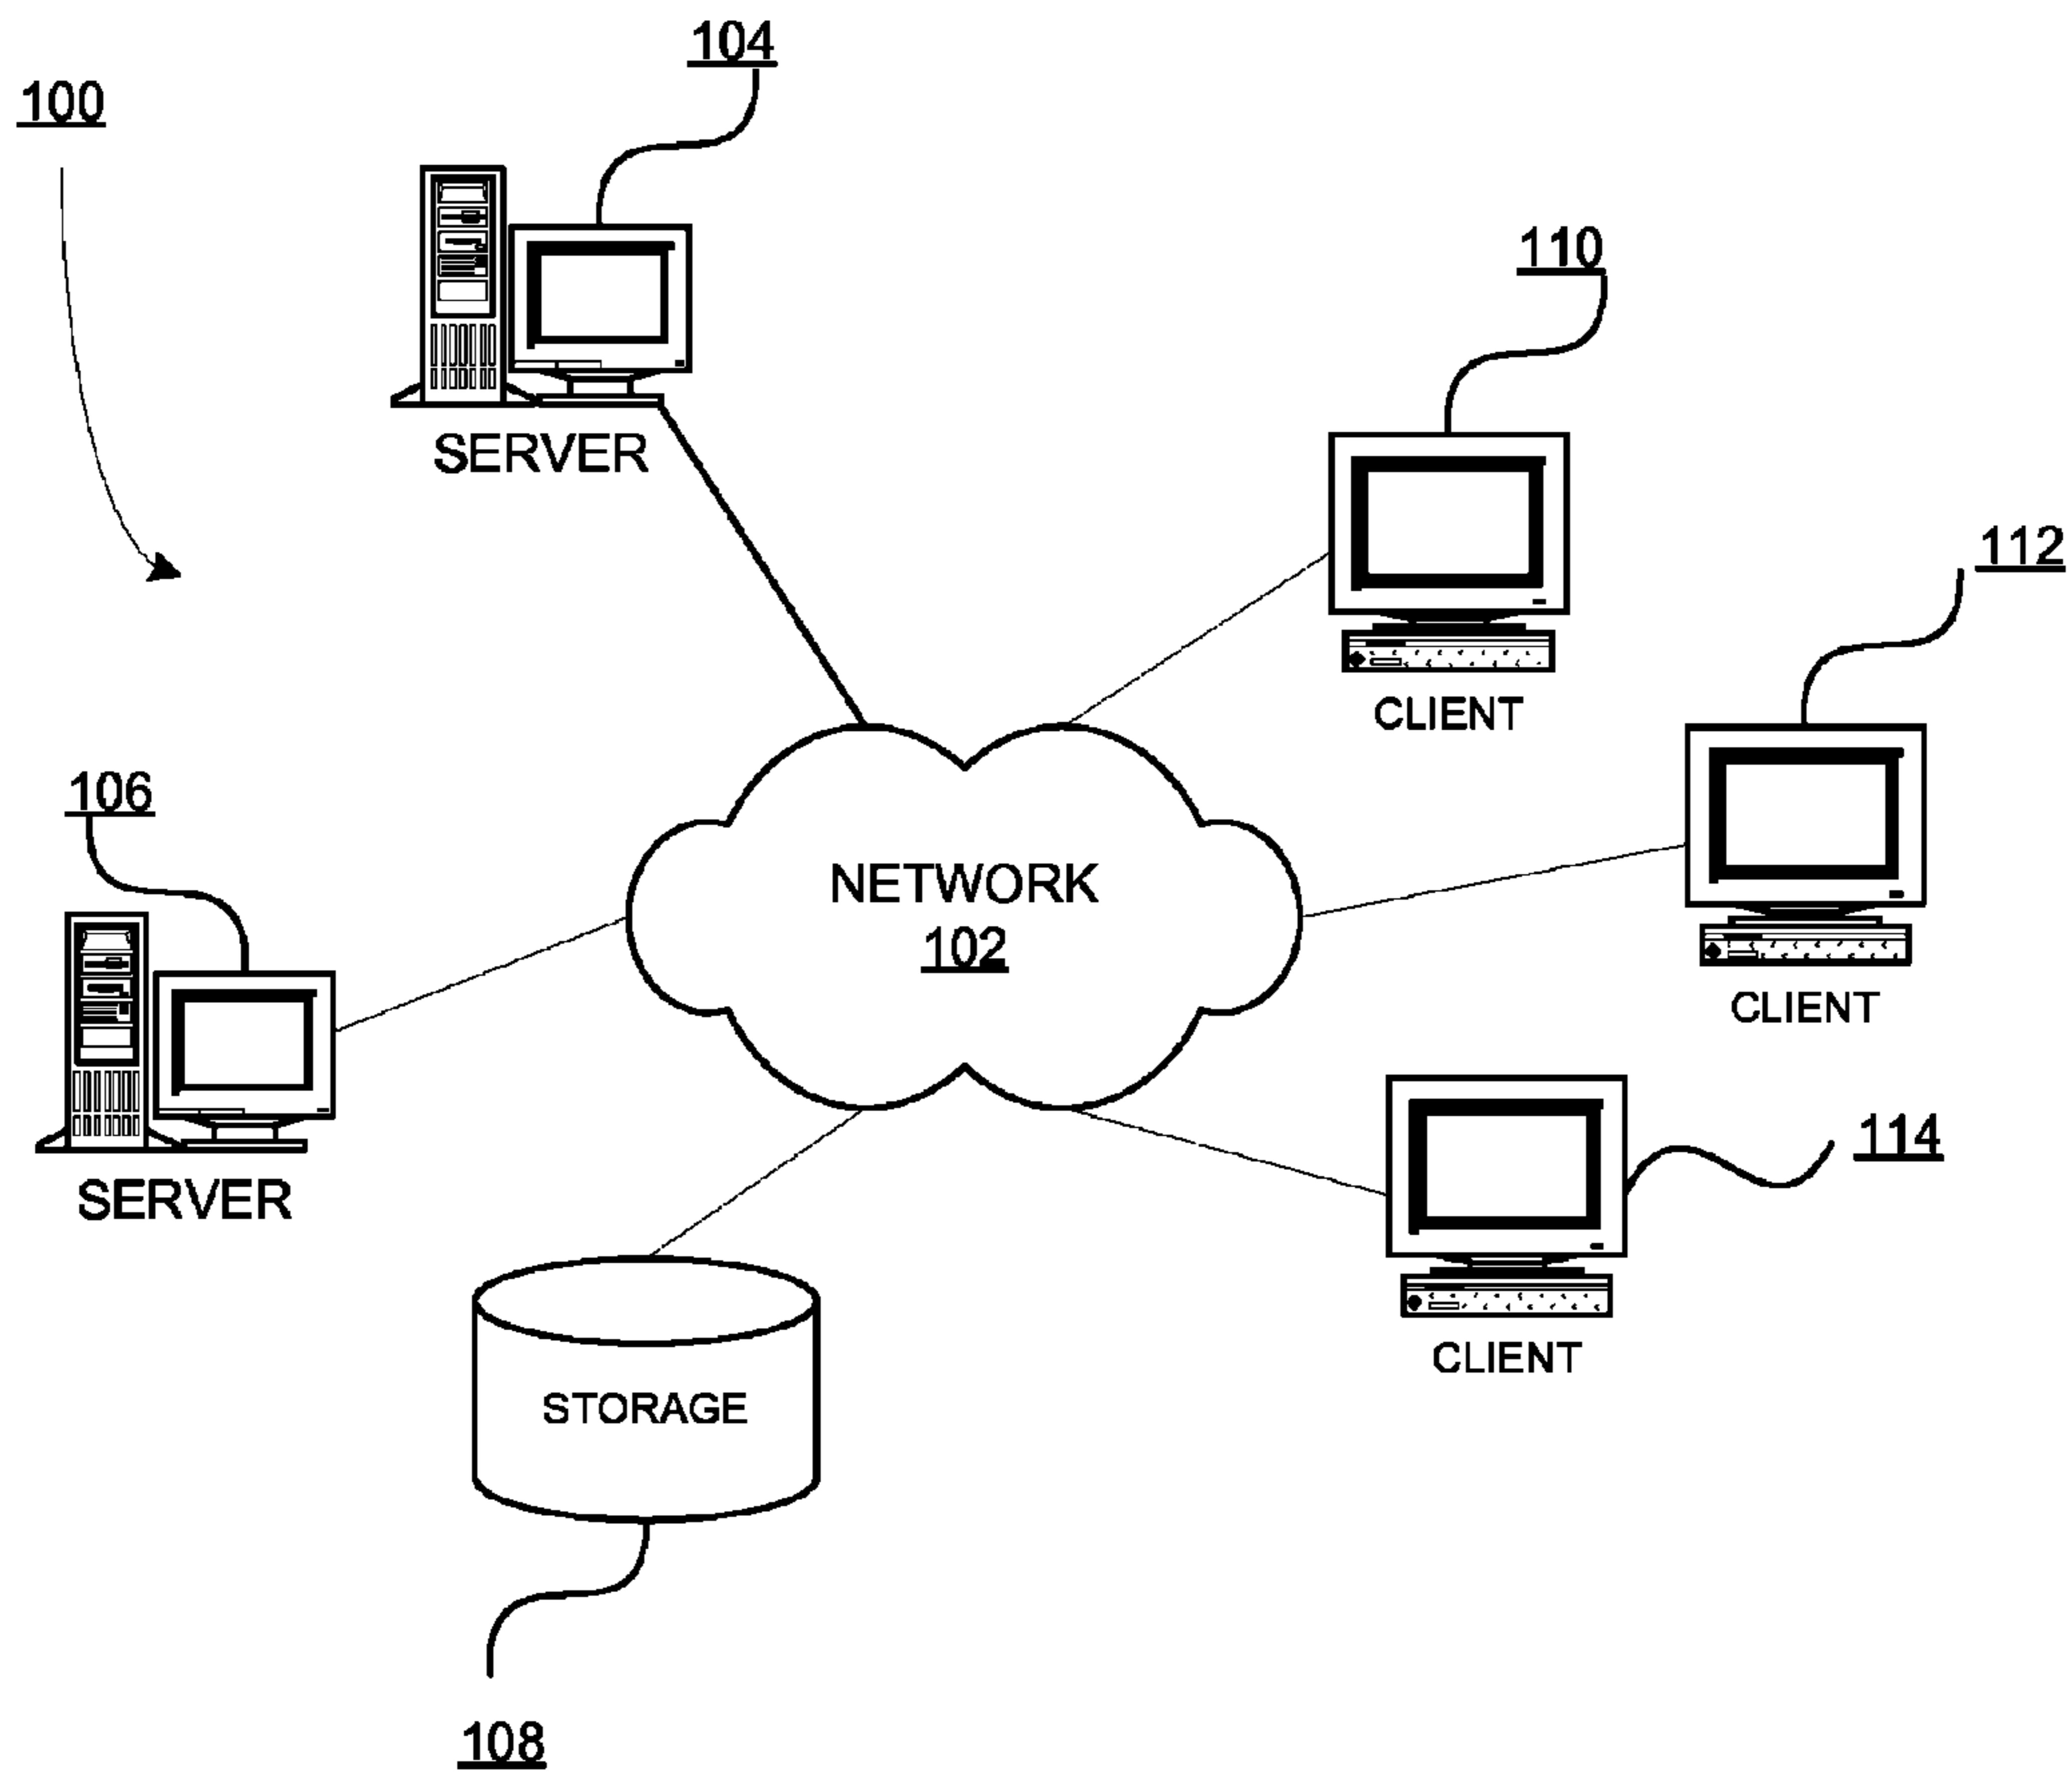 104
100
110
SERVER
112
CLIENT
106
NETWORK
102
CLIENT
114
SERVER
CLIENT
STORAGE
108